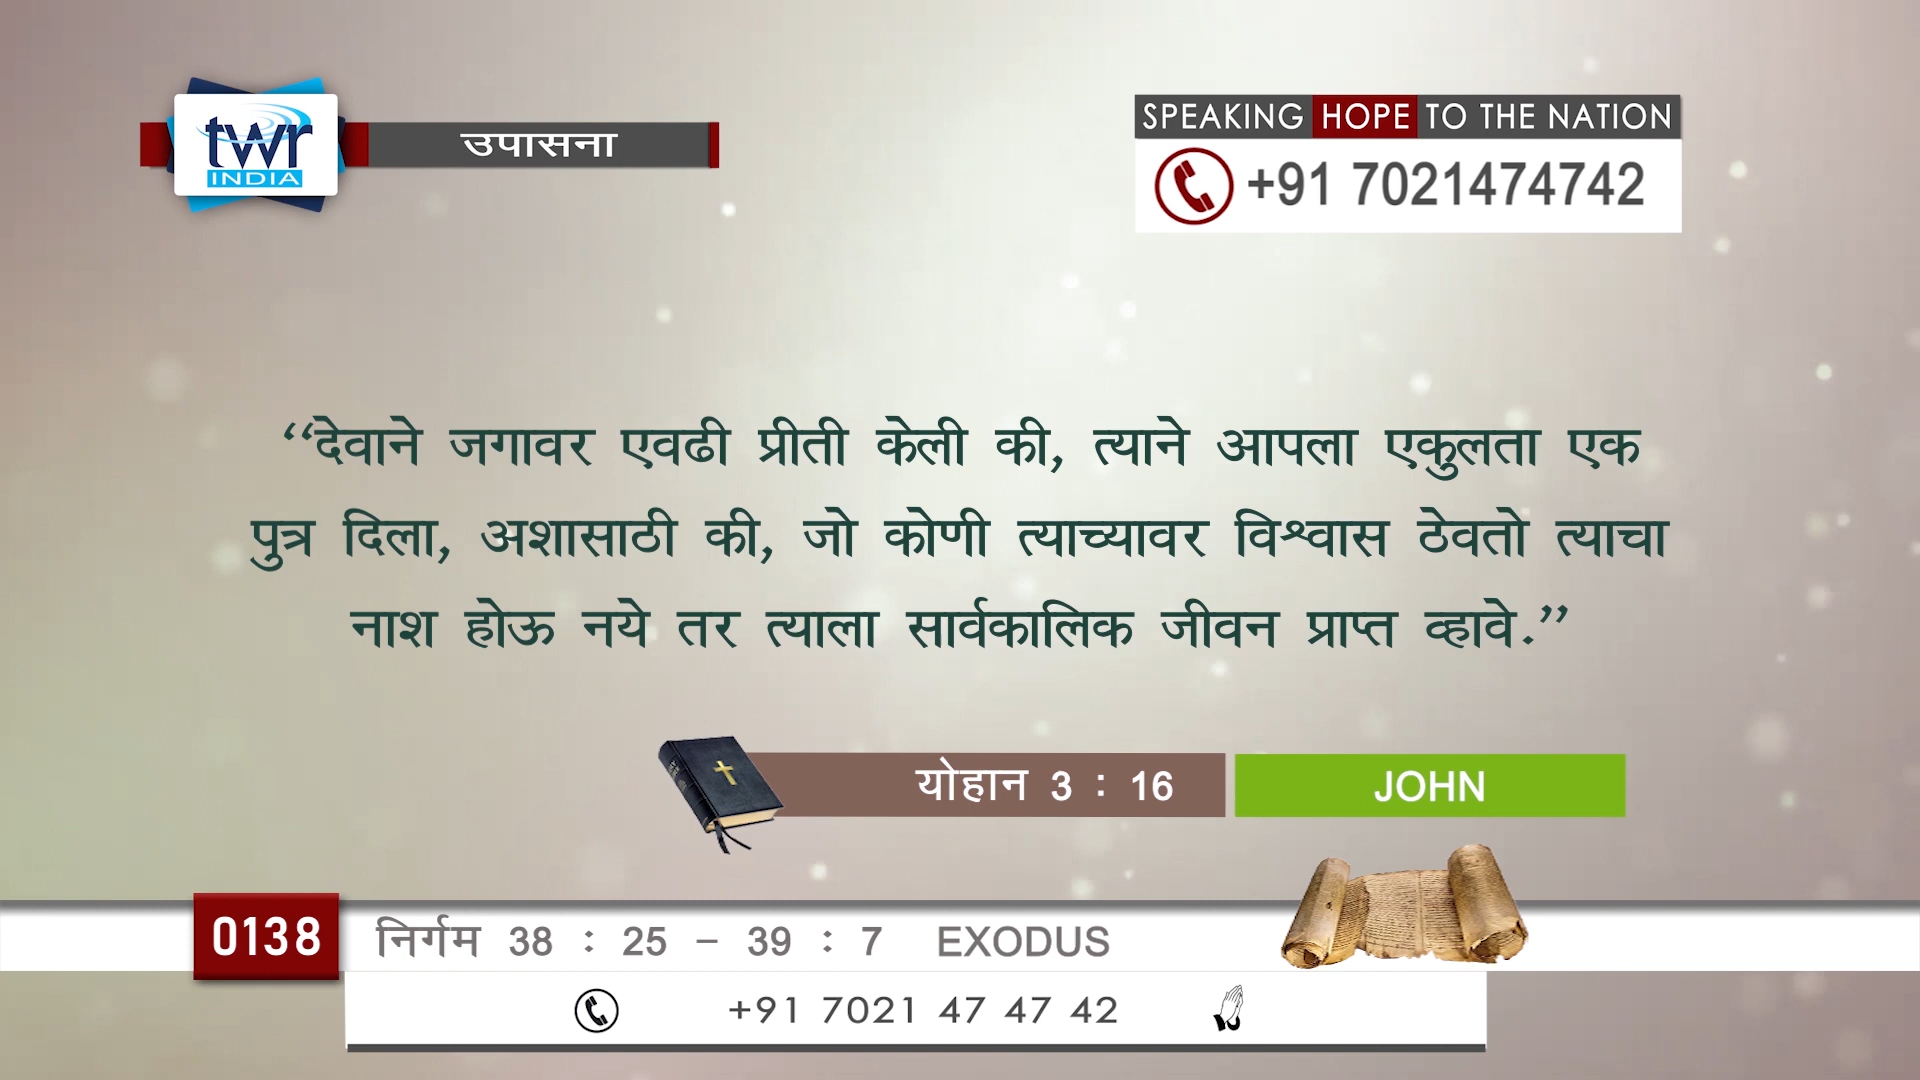 twr
INDIA
उपासना
SPEAKING HOPE TO THE NATION
+91 7021474742
“देवाने जगावर एवढी प्रीती केली की, त्याने आपला एकुलता एक
पुत्र दिला, अशासाठी की, जो कोणी त्याच्यावर विश्वास ठेवतो त्याचा
नाश होऊ नये तर त्याला सार्वकालिक जीवन प्राप्त व्हावे.”
योहान 3 : 16 JOHN
0138 निर्गम 38 : 25 - 39 : 7 EXODUS
+91 7021 47 47 42